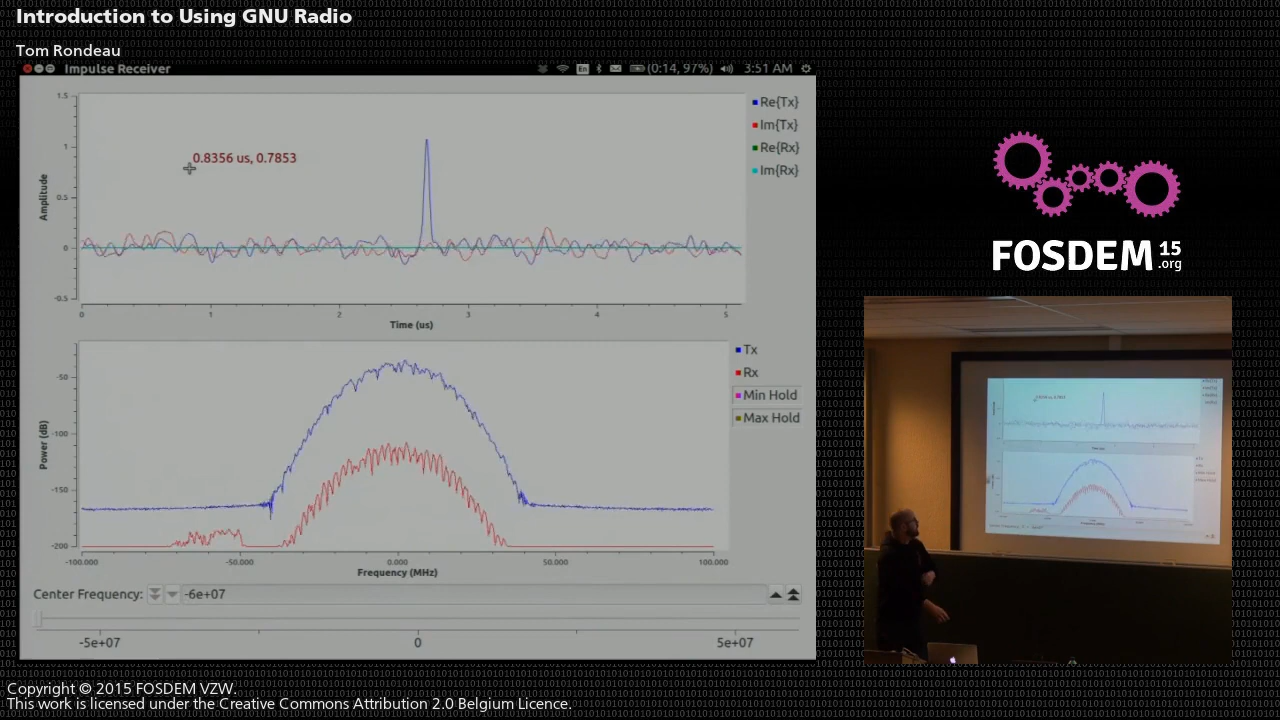 Introduction to Using GNU Radio
Tom Rondeau
Impulse Receiver
En (0:14, 97%) 3:51 AM
1.5
1
0.5
0
-0.5
Amplitude
0.8356 us, 0.7853
Re{Tx}
Im{Tx}
Re{Rx}
Im{Rx}
0 1 2 3 4 5
Time (us)
-50
-100
-150
-200
Power (dB)
Tx
Rx
Min Hold
Max Hold
-100.000 -50.000 0.000 50.000 100.000
Frequency (MHz)
Center Frequency: -6e+07
-5e+07 0 5e+07
FOSDEM 15
.org
Copyright © 2015 FOSDEM VZW.
This work is licensed under the Creative Commons Attribution 2.0 Belgium Licence.